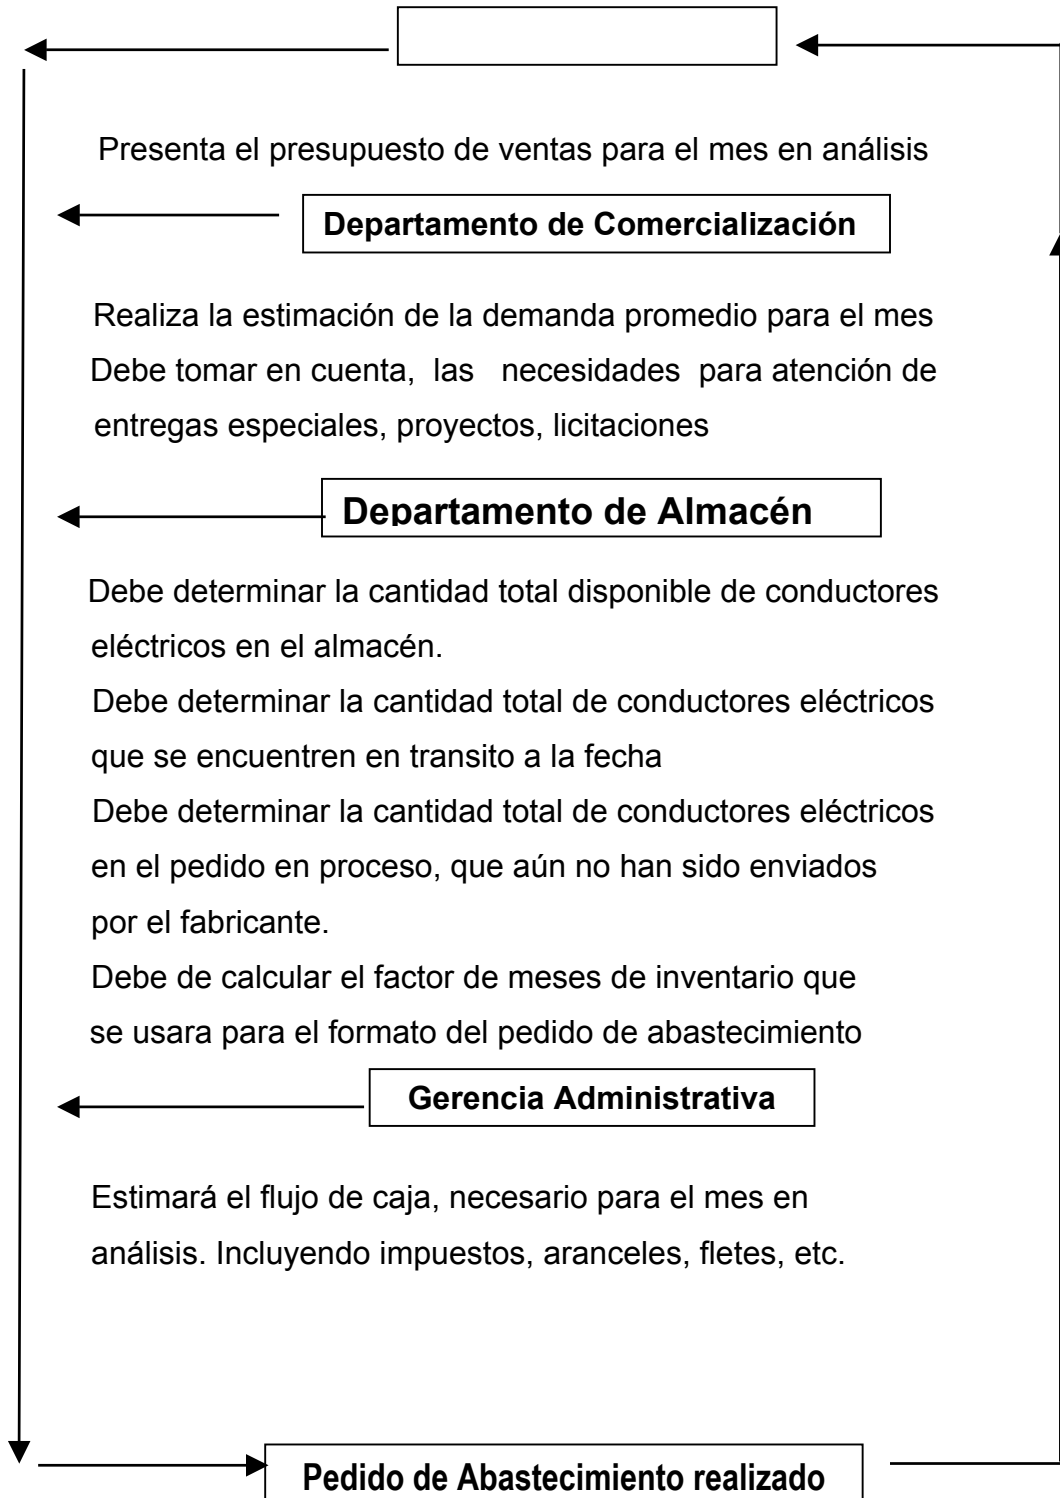 Presenta el presupuesto de ventas para el mes en análisis
Departamento de Comercialización
Realiza la estimación de la demanda promedio para el mes
Debe tomar en cuenta, las necesidades para atención de
entregas especiales, proyectos, licitaciones
Departamento de Almacén
Debe determinar la cantidad total disponible de conductores
eléctricos en el almacén.
Debe determinar la cantidad total de conductores eléctricos
que se encuentren en transito a la fecha
Debe determinar la cantidad total de conductores eléctricos
en el pedido en proceso, que aún no han sido enviados
por el fabricante.
Debe de calcular el factor de meses de inventario que
se usara para el formato del pedido de abastecimiento
Gerencia Administrativa
Estimará el flujo de caja, necesario para el mes en
análisis. Incluyendo impuestos, aranceles, fletes, etc.
Pedido de Abastecimiento realizado